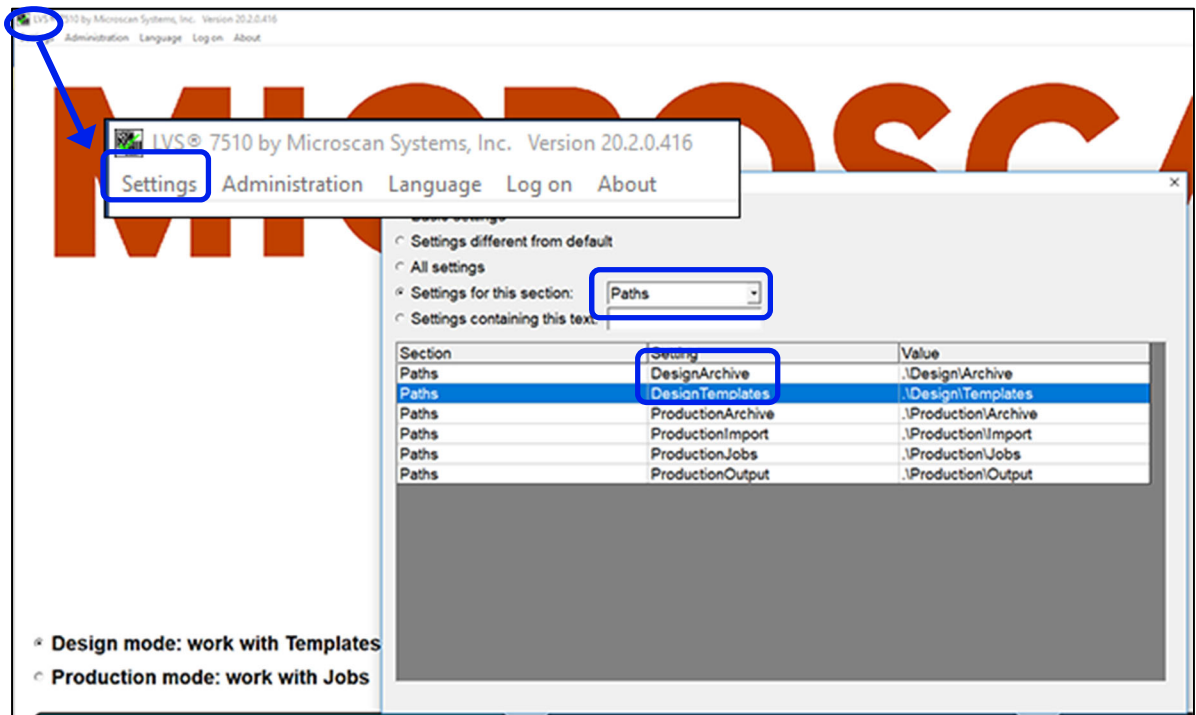 LVS® 7510 by Microscan Systems, Inc. Version 20.2.0.416
Administration Language Log on About
MICROSCA
LVS® 7510 by Microscan Systems, Inc. Version 20.2.0.416
Settings Administration Language Log on About
Settings different from default
All settings
Settings for this section: Paths
Settings containing this text:
Section Setting Value
Paths DesignArchive .\Design\Archive
Paths DesignTemplates .\Design\Templates
Paths ProductionArchive .\Production\Archive
Paths ProductionImport .\Production\Import
Paths ProductionJobs .\Production\Jobs
Paths ProductionOutput .\Production\Output
Design mode: work with Templates
Production mode: work with Jobs